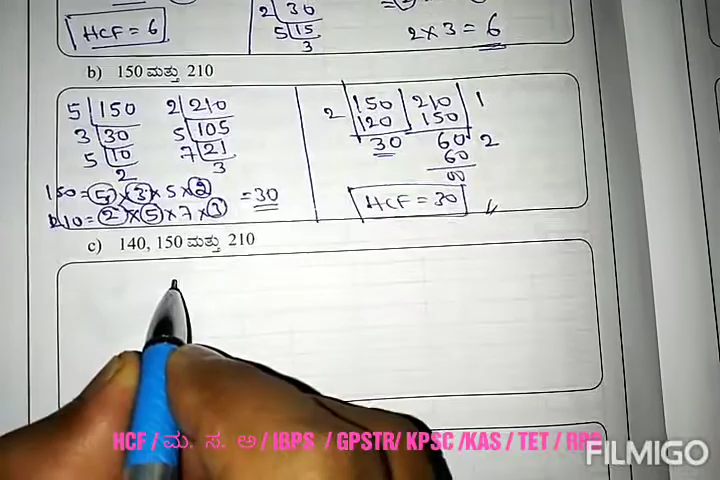 2 30
HCF = 6 5 15 2 × 3 = 6
3
b) 150 ಮತ್ತು 210
5 150 2 210 2 150 210 1
3 30 5 105 120 150
5 10 7 21 30 60 2
2 3 60
150 = 5 × 3 × 5 × 2 = 30 00
210 = 2 × 5 × 7 × 3 HCF = 30
c) 140, 150 ಮತ್ತು 210
HCF / ಮ. ಸ. ಅ / IBPS / GPSTR/ KPSC /KAS / TET / RRB
FILMIGO